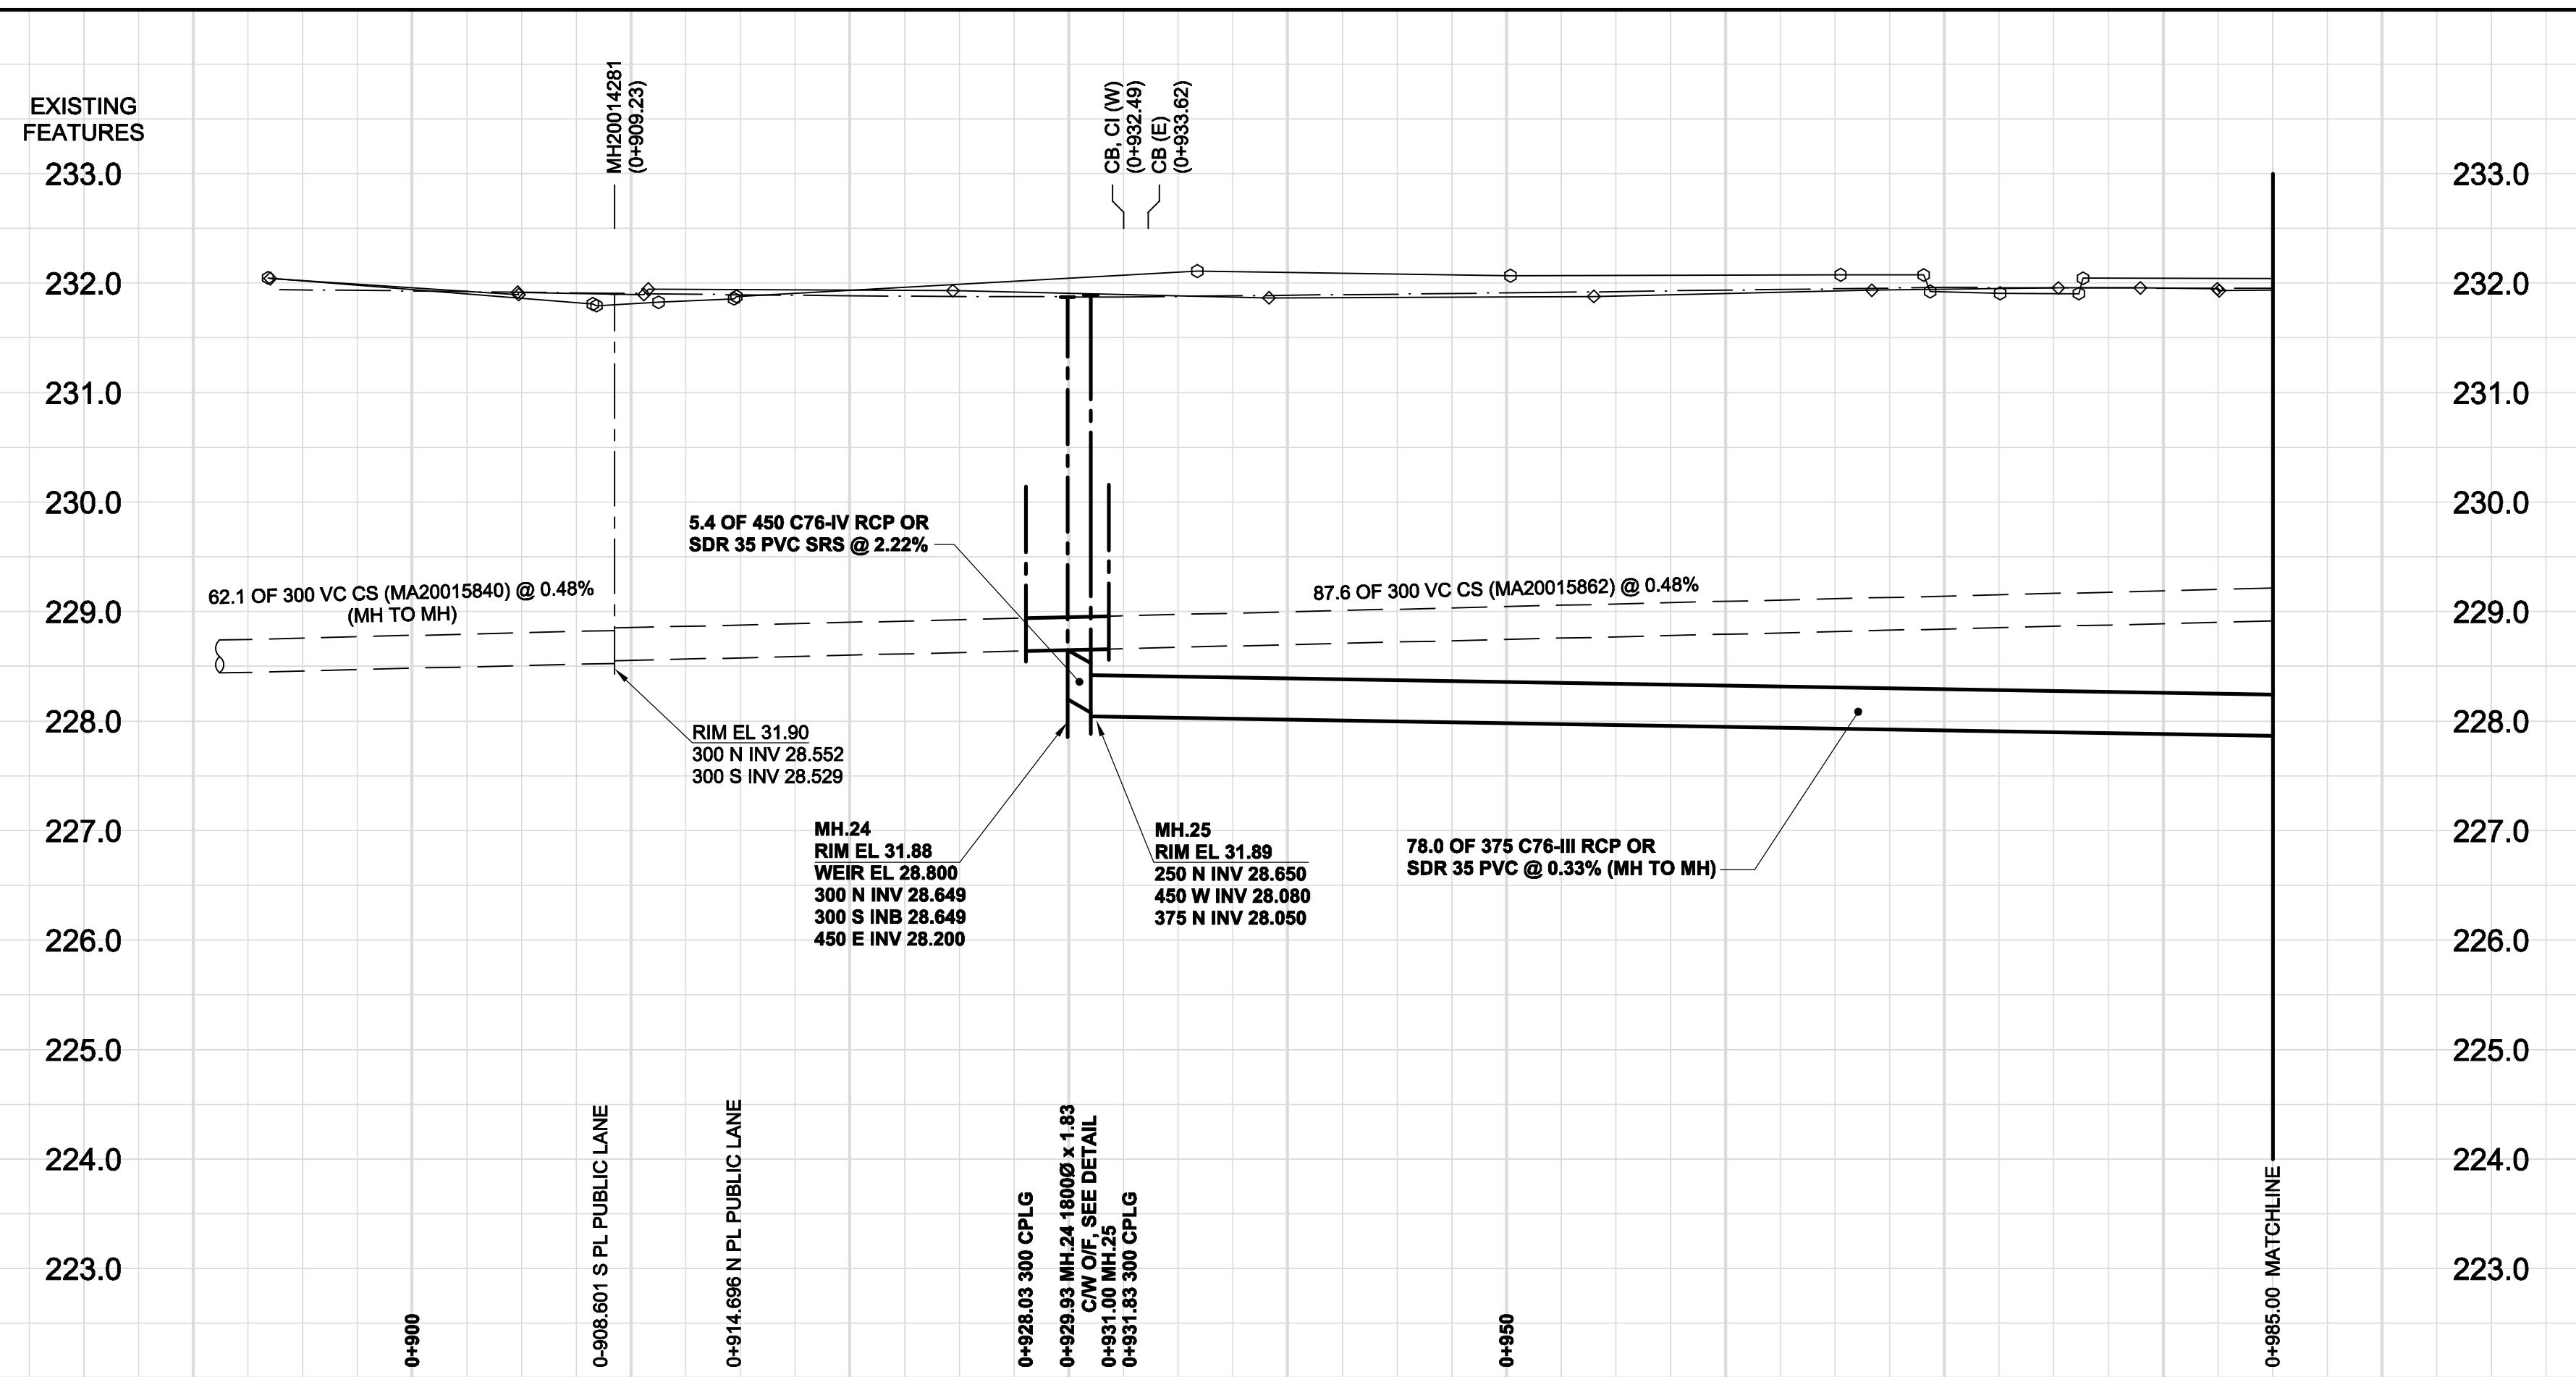 EXISTING
FEATURES
MH20014281
(0+909.23)
CB, CI (W)
(0+932.49)
CB (E)
(0+933.62)
233.0
233.0
232.0
232.0
231.0
231.0
230.0
230.0
5.4 OF 450 C76-IV RCP OR
SDR 35 PVC SRS @ 2.22%
62.1 OF 300 VC CS (MA20015840) @ 0.48%
(MH TO MH)
87.6 OF 300 VC CS (MA20015862) @ 0.48%
229.0
229.0
228.0
228.0
RIM EL 31.90
300 N INV 28.552
300 S INV 28.529
227.0
227.0
MH.24
RIM EL 31.88
WEIR EL 28.800
300 N INV 28.649
300 S INB 28.649
450 E INV 28.200
MH.25
RIM EL 31.89
250 N INV 28.650
450 W INV 28.080
375 N INV 28.050
78.0 OF 375 C76-III RCP OR
SDR 35 PVC @ 0.33% (MH TO MH)
226.0
226.0
225.0
225.0
224.0
224.0
223.0
223.0
0+900
0-908.601 S PL PUBLIC LANE
0+914.696 N PL PUBLIC LANE
0+928.03 300 CPLG
0+929.93 MH.24 1800Ø x 1.83
C/W O/F, SEE DETAIL
0+931.00 MH.25
0+931.83 300 CPLG
0+950
0+985.00 MATCHLINE